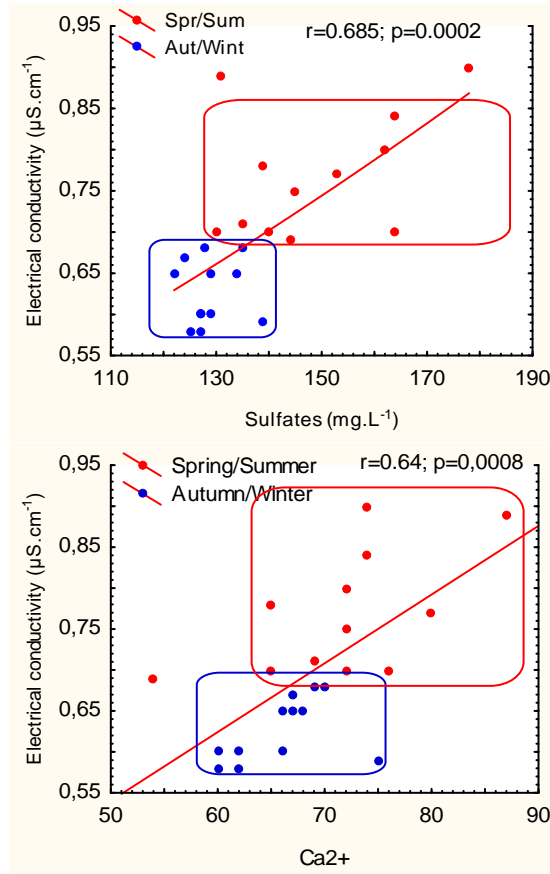 Spr/Sum
Aut/Wint
r=0.685; p=0.0002
Electrical conductivity (µS.cm⁻¹)
0,95
0,85
0,75
0,65
0,55
110 130 150 170 190
Sulfates (mg.L⁻¹)
Spring/Summer
Autumn/Winter
r=0.64; p=0,0008
Electrical conductivity (µS.cm⁻¹)
0,95
0,85
0,75
0,65
0,55
50 60 70 80 90
Ca2+